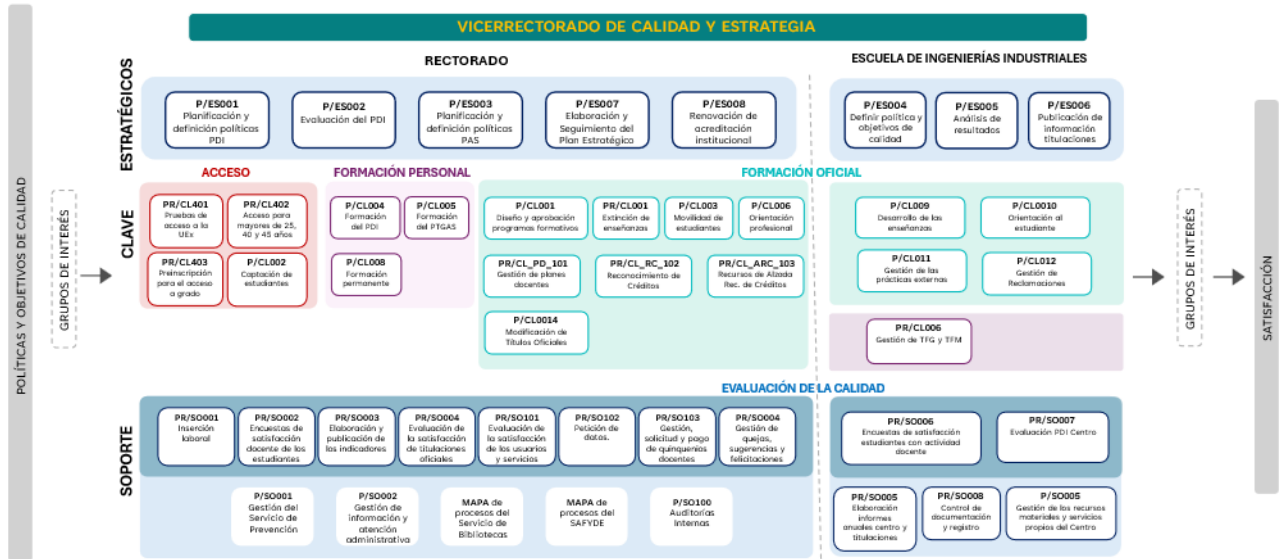 VICERRECTORADO DE CALIDAD Y ESTRATEGIA
POLÍTICAS Y OBJETIVOS DE CALIDAD
GRUPOS DE INTERÉS
ESTRATÉGICOS
RECTORADO
P/ES001
Planificación y
definición políticas
PDI
P/ES002
Evaluación del PDI
P/ES003
Planificación y
definición políticas
PAS
P/ES007
Elaboración y
Seguimiento del
Plan Estratégico
P/ES008
Renovación de
acreditación
institucional
ESCUELA DE INGENIERÍAS INDUSTRIALES
P/ES004
Definir política y
objetivos de
calidad
P/ES005
Análisis de
resultados
P/ES006
Publicación de
información
titulaciones
CLAVE
ACCESO
PR/CL401
Pruebas de
acceso a la
UEx
PR/CL402
Acceso para
mayores de 25,
40 y 45 años
PR/CL403
Preinscripción
para el acceso
a grado
P/CL002
Captación de
estudiantes
FORMACIÓN PERSONAL
P/CL004
Formación
del PDI
P/CL005
Formación
del PTGAS
P/CL008
Formación
permanente
FORMACIÓN OFICIAL
P/CL001
Diseño y aprobación
programas formativos
PR/CL001
Extinción de
enseñanzas
P/CL003
Movilidad de
estudiantes
P/CL006
Orientación
profesional
PR/CL_PD_101
Gestión de planes
docentes
PR/CL_RC_102
Reconocimiento de
Créditos
PR/CL_ARC_103
Recursos de Alzada
Rec. de Créditos
P/CL0014
Modificación de
Títulos Oficiales
P/CL009
Desarrollo de las
enseñanzas
P/CL0010
Orientación al
estudiante
P/CL011
Gestión de las
prácticas externas
P/CL012
Gestión de
Reclamaciones
PR/CL006
Gestión de TFG y TFM
SOPORTE
EVALUACIÓN DE LA CALIDAD
PR/SO001
Inserción
laboral
PR/SO002
Encuestas de
satisfacción
docente de los
estudiantes
PR/SO003
Elaboración y
publicación de
los indicadores
PR/SO004
Evaluación de
la satisfacción
de titulaciones
oficiales
PR/SO101
Evaluación de
la satisfacción
de los usuarios
y servicios
PR/SO102
Petición de
datos.
PR/SO103
Gestión,
solicitud y pago
de quinquenios
docentes
PR/SO004
Gestión de
quejas,
sugerencias y
felicitaciones
PR/SO006
Encuestas de satisfacción
estudiantes con actividad
docente
PR/SO007
Evaluación PDI Centro
P/SO001
Gestión del
Servicio de
Prevención
P/SO002
Gestión de
información y
atención
administrativa
MAPA de
procesos del
Servicio de
Bibliotecas
MAPA de
procesos del
SAFYDE
P/SO100
Auditorías
Internas
PR/SO005
Elaboración
informes
anuales centro y
titulaciones
PR/SO008
Control de
documentación
y registro
P/SO005
Gestión de los recursos
materiales y servicios
propios del Centro
GRUPOS DE INTERÉS
SATISFACCIÓN